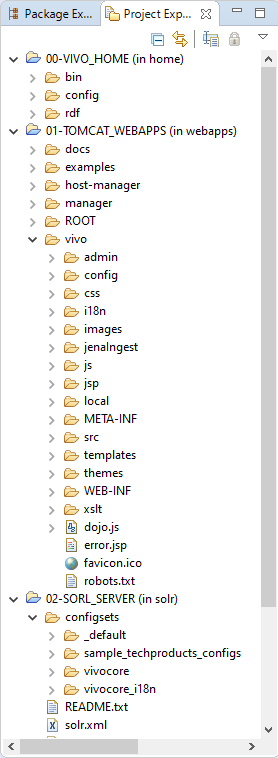 Package Ex...
Project Exp...
00-VIVO_HOME (in home)
bin
config
rdf
01-TOMCAT_WEBAPPS (in webapps)
docs
examples
host-manager
manager
ROOT
vivo
admin
config
css
i18n
images
jenaIngest
js
jsp
local
META-INF
src
templates
themes
WEB-INF
xslt
dojo.js
error.jsp
favicon.ico
robots.txt
02-SORL_SERVER (in solr)
configsets
_default
sample_techproducts_configs
vivocore
vivocore_i18n
README.txt
solr.xml